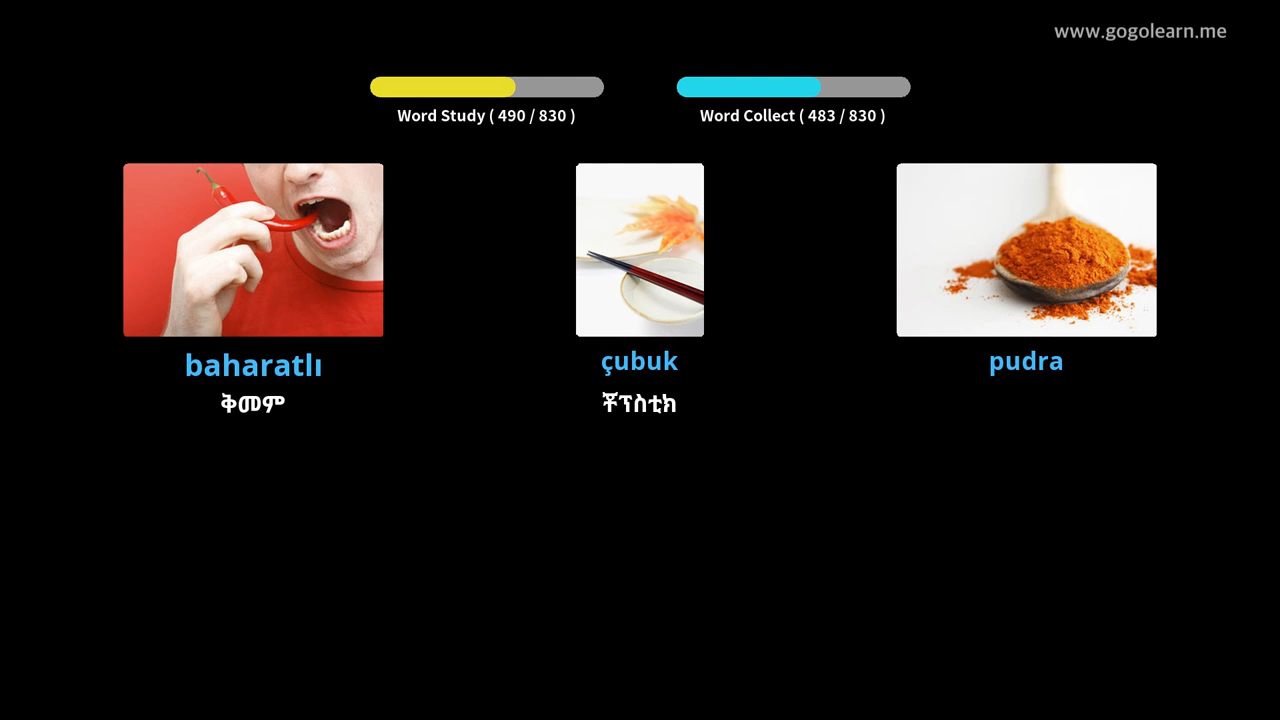 www.gogolearn.me
Word Study ( 490 / 830 )
Word Collect ( 483 / 830 )
baharatlı
ቅመም
çubuk
ቾፕስቲክ
pudra